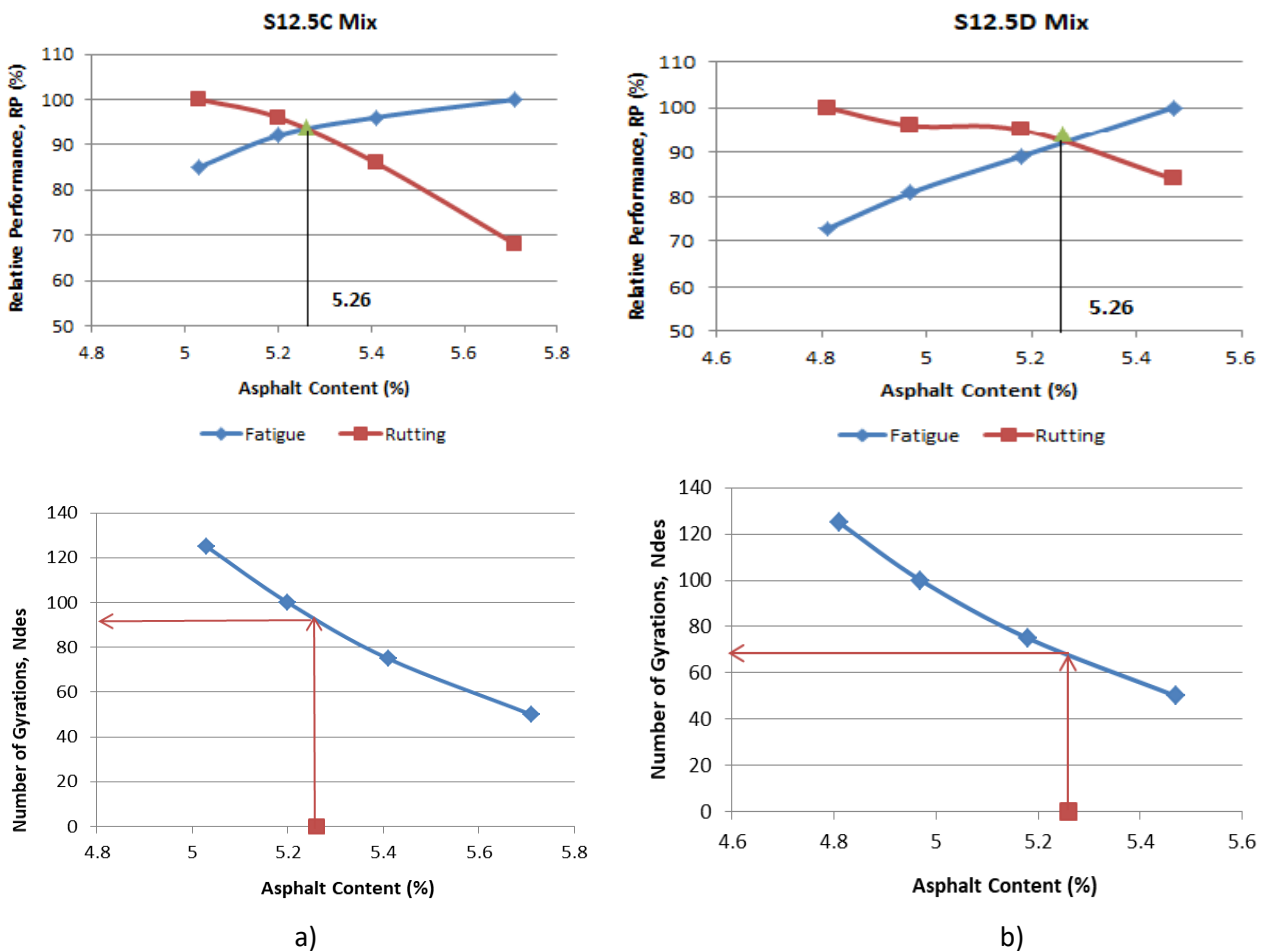 S12.5C Mix
Relative Performance, RP (%)
110
100
90
80
70
60
50
5.26
4.8 5 5.2 5.4 5.6 5.8
Asphalt Content (%)
Fatigue Rutting
S12.5D Mix
Relative Performance, RP (%)
110
100
90
80
70
60
50
5.26
4.6 4.8 5 5.2 5.4 5.6
Asphalt Content (%)
Fatigue Rutting
Number of Gyrations, Ndes
140
120
100
80
60
40
20
0
4.8 5 5.2 5.4 5.6 5.8
Asphalt Content (%)
a)
Number of Gyrations, Ndes
140
120
100
80
60
40
20
0
4.6 4.8 5 5.2 5.4 5.6
Asphalt Content (%)
b)